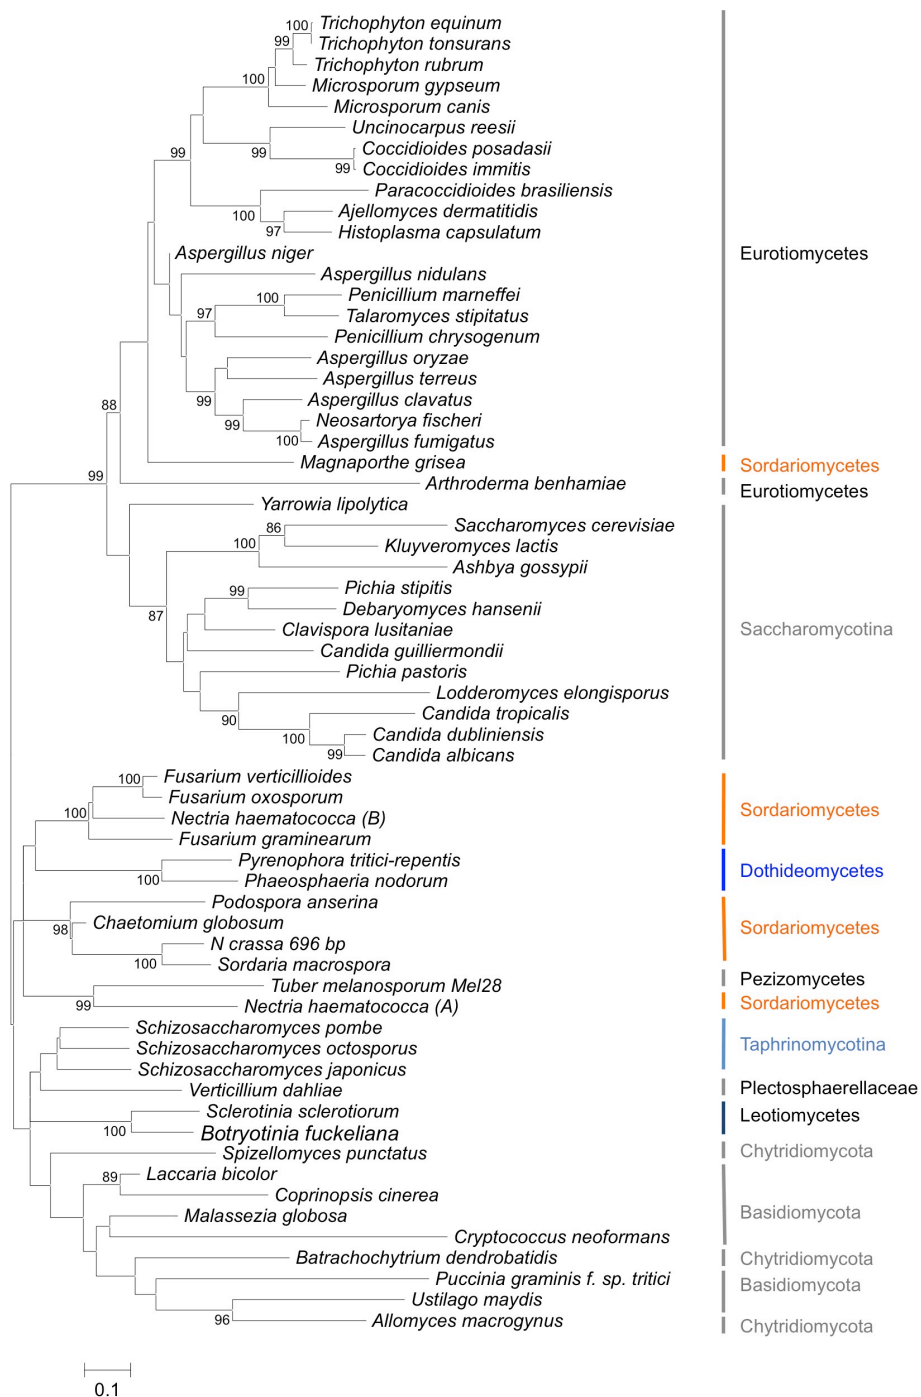 100 Trichophyton equinum
99 Trichophyton tonsurans
Trichophyton rubrum
100 Microsporum gypseum
Microsporum canis
Uncinocarpus reesii
99 99 Coccidioides posadasii
99 Coccidioides immitis
Paracoccidioides brasiliensis
100 Ajellomyces dermatitidis
97 Histoplasma capsulatum
Aspergillus niger Eurotiomycetes
Aspergillus nidulans
100 Penicillium marneffei
97 Talaromyces stipitatus
Penicillium chrysogenum
Aspergillus oryzae
Aspergillus terreus
88 99 Aspergillus clavatus
99 Neosartorya fischeri
100 Aspergillus fumigatus
Magnaporthe grisea Sordariomycetes
99 Arthroderma benhamiae Eurotiomycetes
Yarrowia lipolytica
86 Saccharomyces cerevisiae
100 Kluyveromyces lactis
Ashbya gossypii
99 Pichia stipitis
87 Debaryomyces hansenii
Clavispora lusitaniae Saccharomycotina
Candida guilliermondii
Pichia pastoris
Lodderomyces elongisporus
90 Candida tropicalis
100 Candida dubliniensis
99 Candida albicans
100 Fusarium verticillioides
Fusarium oxosporum
100 Nectria haematococca (B) Sordariomycetes
Fusarium graminearum
Pyrenophora tritici-repentis Dothideomycetes
100 Phaeosphaeria nodorum
Podospora anserina
98 Chaetomium globosum Sordariomycetes
N crassa 696 bp
100 Sordaria macrospora
Tuber melanosporum Mel28 Pezizomycetes
99 Nectria haematococca (A) Sordariomycetes
Schizosaccharomyces pombe
Schizosaccharomyces octosporus Taphrinomycotina
Schizosaccharomyces japonicus
Verticillium dahliae Plectosphaerellaceae
Sclerotinia sclerotiorum Leotiomycetes
100 Botryotinia fuckeliana
Spizellomyces punctatus Chytridiomycota
89 Laccaria bicolor
Coprinopsis cinerea
Malassezia globosa Basidiomycota
Cryptococcus neoformans
Batrachochytrium dendrobatidis Chytridiomycota
Puccinia graminis f. sp. tritici Basidiomycota
Ustilago maydis
96 Allomyces macrogynus Chytridiomycota
0.1